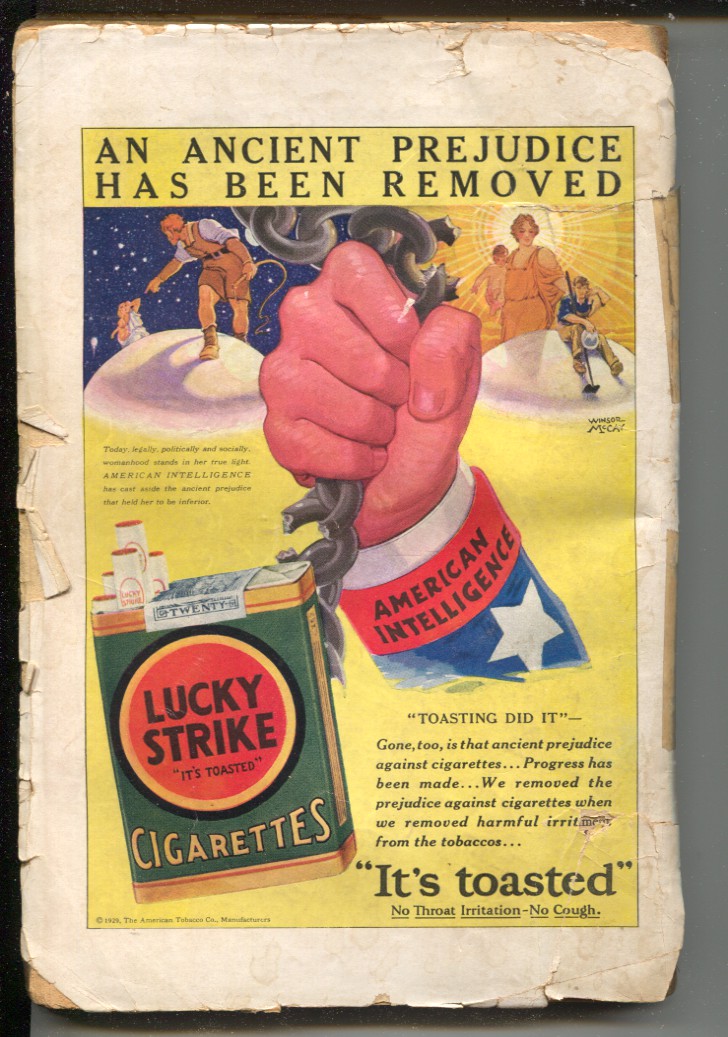 AN ANCIENT PREJUDICE
HAS BEEN REMOVED
WINSOR
McCAY
Today, legally, politically and socially,
womanhood stands in her true light.
AMERICAN INTELLIGENCE
has cast aside the ancient prejudice
that held her to be inferior.
AMERICAN
INTELLIGENCE
LUCKY
STRIKE
TWENTY
LUCKY
STRIKE
"IT'S TOASTED"
CIGARETTES
"TOASTING DID IT"—
Gone, too, is that ancient prejudice
against cigarettes... Progress has
been made... We removed the
prejudice against cigarettes when
we removed harmful
from the tobaccos...
"It's toasted"
No Throat Irritation-No Cough.
© 1929, The American Tobacco Co., Manufacturers